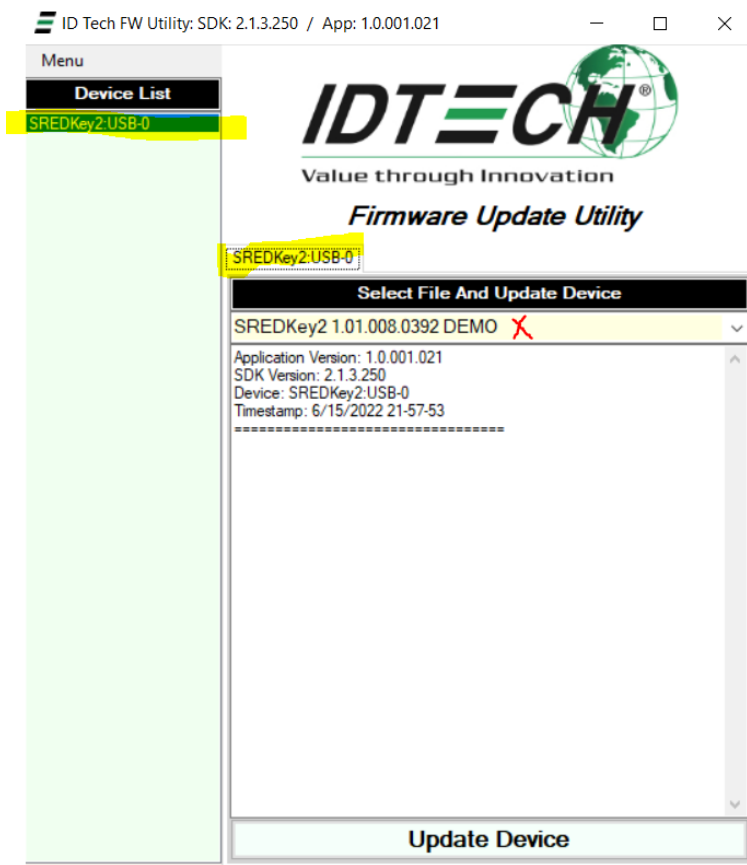 ID Tech FW Utility: SDK: 2.1.3.250 / App: 1.0.001.021
Menu
Device List
SREDKey2:USB-0
IDTECH®
Value through Innovation
Firmware Update Utility
SREDKey2:USB-0
Select File And Update Device
SREDKey2 1.01.008.0392 DEMO X
Application Version: 1.0.001.021
SDK Version: 2.1.3.250
Device: SREDKey2:USB-0
Timestamp: 6/15/2022 21-57-53
=================================
Update Device